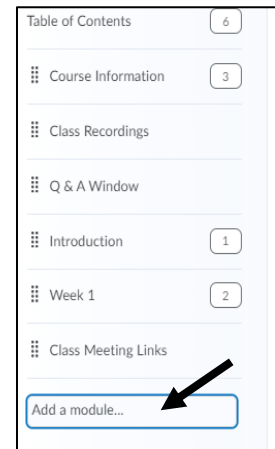 Table of Contents 6
Course Information 3
Class Recordings
Q & A Window
Introduction 1
Week 1 2
Class Meeting Links
Add a module...